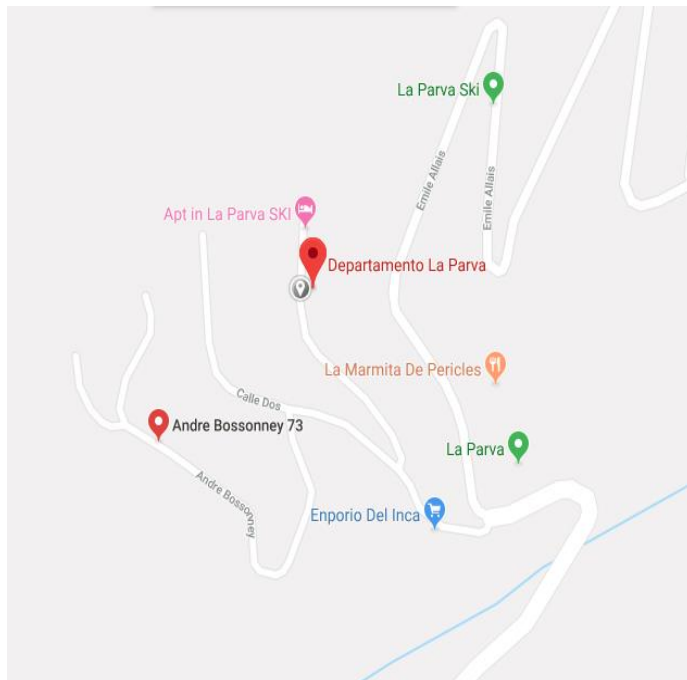 La Parva Ski
Emile Allais
Emile Allais
Apt in La Parva SKI
Departamento La Parva
La Marmita De Pericles
Calle Dos
Andre Bossonney 73
La Parva
Andre Bossonney
Enporio Del Inca